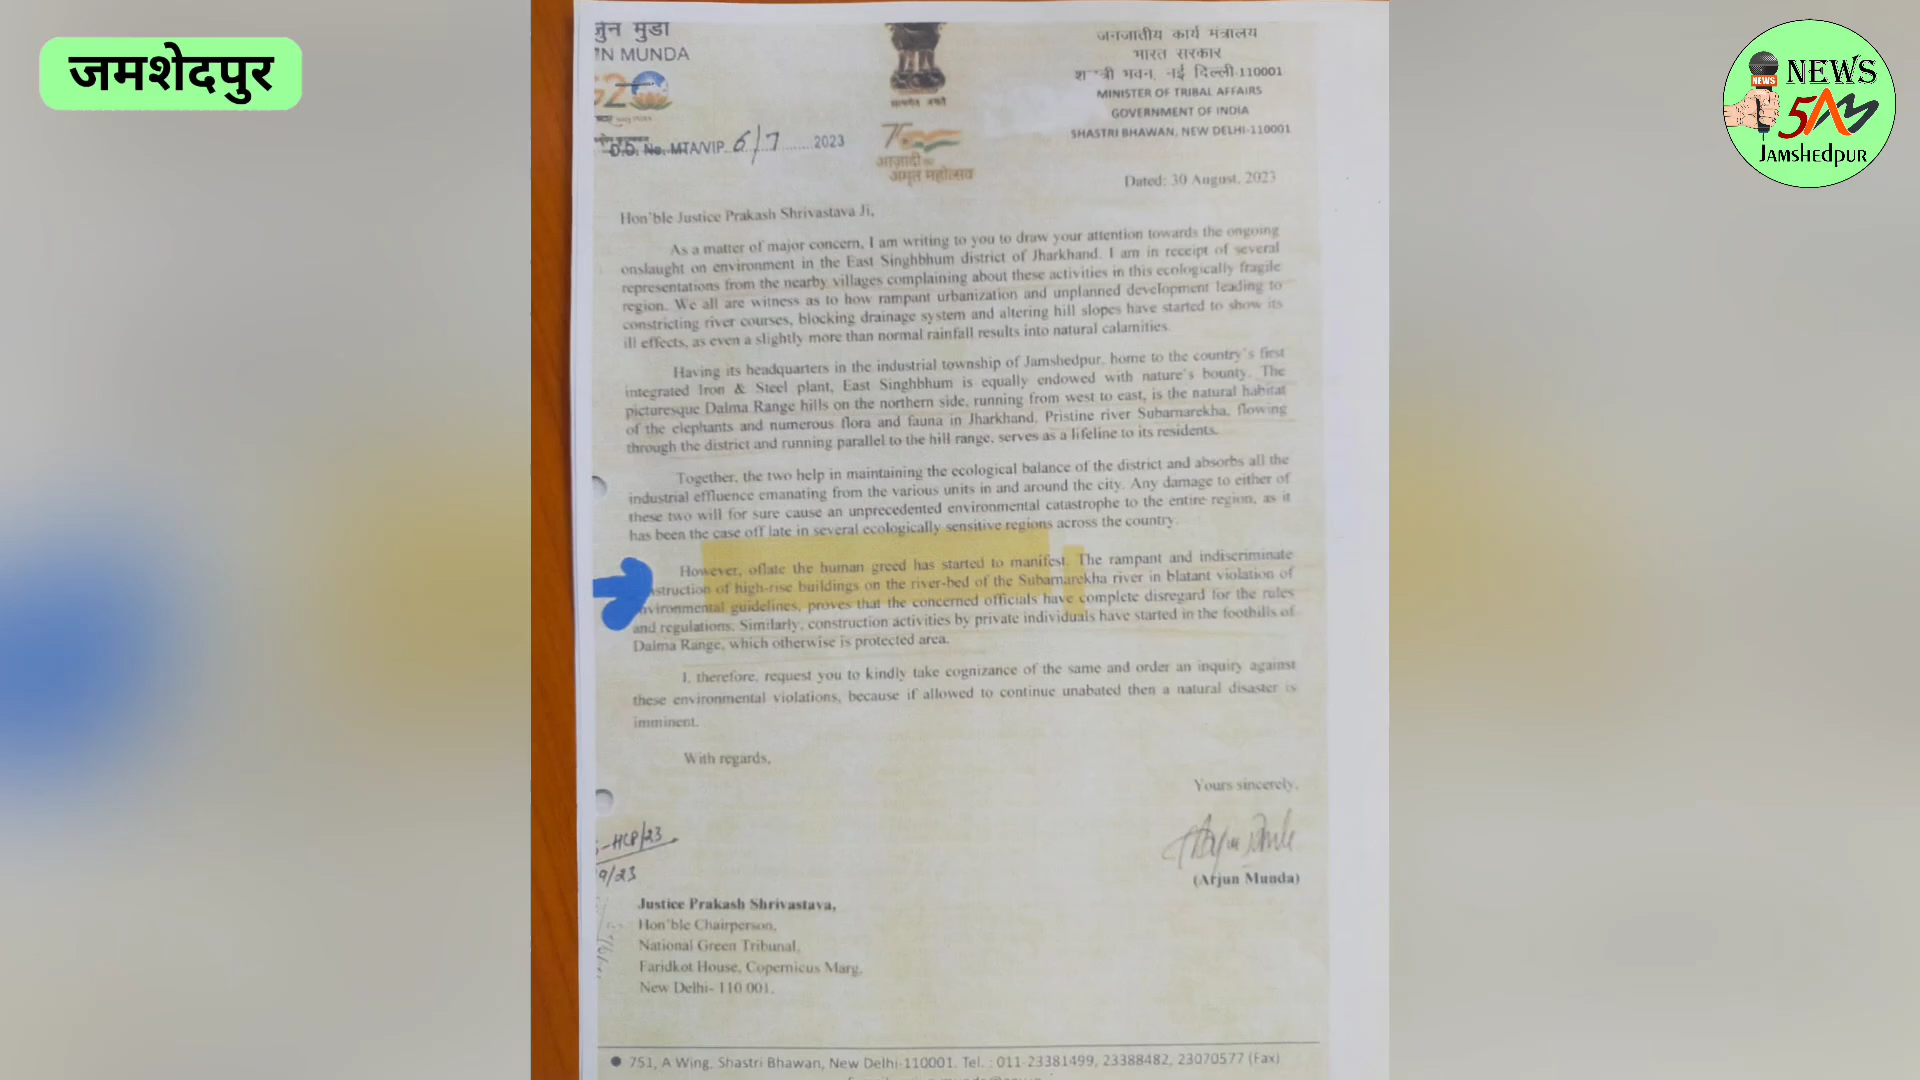 जमशेदपुर
NEWS
NEWS
5AM
JAMSHEDPUR
मुंडा
MUNDA
जनजातीय कार्य मंत्रालय
भारत सरकार
भवन, नई दिल्ली-110001
MINISTER OF TRIBAL AFFAIRS
GOVERNMENT OF INDIA
SHASTRI BHAWAN, NEW DELHI-110001
सत्यमेव जयते
D.O. No. MTA/VIP 6/7 2023
आज़ादी का
अमृत महोत्सव
Dated: 30 August, 2023
Hon'ble Justice Prakash Shrivastava Ji,
As a matter of major concern, I am writing to you to draw your attention towards the ongoing
onslaught on environment in the East Singhbhum district of Jharkhand. I am in receipt of several
representations from the nearby villages complaining about these activities in this ecologically fragile
region. We all are witness as to how rampant urbanization and unplanned development leading to
constricting river courses, blocking drainage system and altering hill slopes have started to show its
ill effects, as even a slightly more than normal rainfall results into natural calamities.
Having its headquarters in the industrial township of Jamshedpur, home to the country's first
integrated Iron & Steel plant, East Singhbhum is equally endowed with nature's bounty. The
picturesque Dalma Range hills on the northern side, running from west to east, is the natural habitat
of the elephants and numerous flora and fauna in Jharkhand. Pristine river Subarnarekha, flowing
through the district and running parallel to the hill range, serves as a lifeline to its residents.
Together, the two help in maintaining the ecological balance of the district and absorbs all the
industrial effluence emanating from the various units in and around the city. Any damage to either of
these two will for sure cause an unprecedented environmental catastrophe to the entire region, as it
has been the case off late in several ecologically sensitive regions across the country.
However, oflate the human greed has started to manifest. The rampant and indiscriminate
nstruction of high-rise buildings on the river-bed of the Subarnarekha river in blatant violation of
nvironmental guidelines, proves that the concerned officials have complete disregard for the rules
and regulations. Similarly, construction activities by private individuals have started in the foothills of
Dalma Range, which otherwise is protected area.
I, therefore, request you to kindly take cognizance of the same and order an inquiry against
these environmental violations, because if allowed to continue unabated then a natural disaster is
imminent.
With regards,
Yours sincerely,
(Arjun Munda)
-HCP/23
9/23
Justice Prakash Shrivastava,
Hon'ble Chairperson,
National Green Tribunal,
Faridkot House, Copernicus Marg,
New Delhi- 110 001.
751, A Wing, Shastri Bhawan, New Delhi-110001. Tel. : 011-23381499, 23388482, 23070577 (Fax)